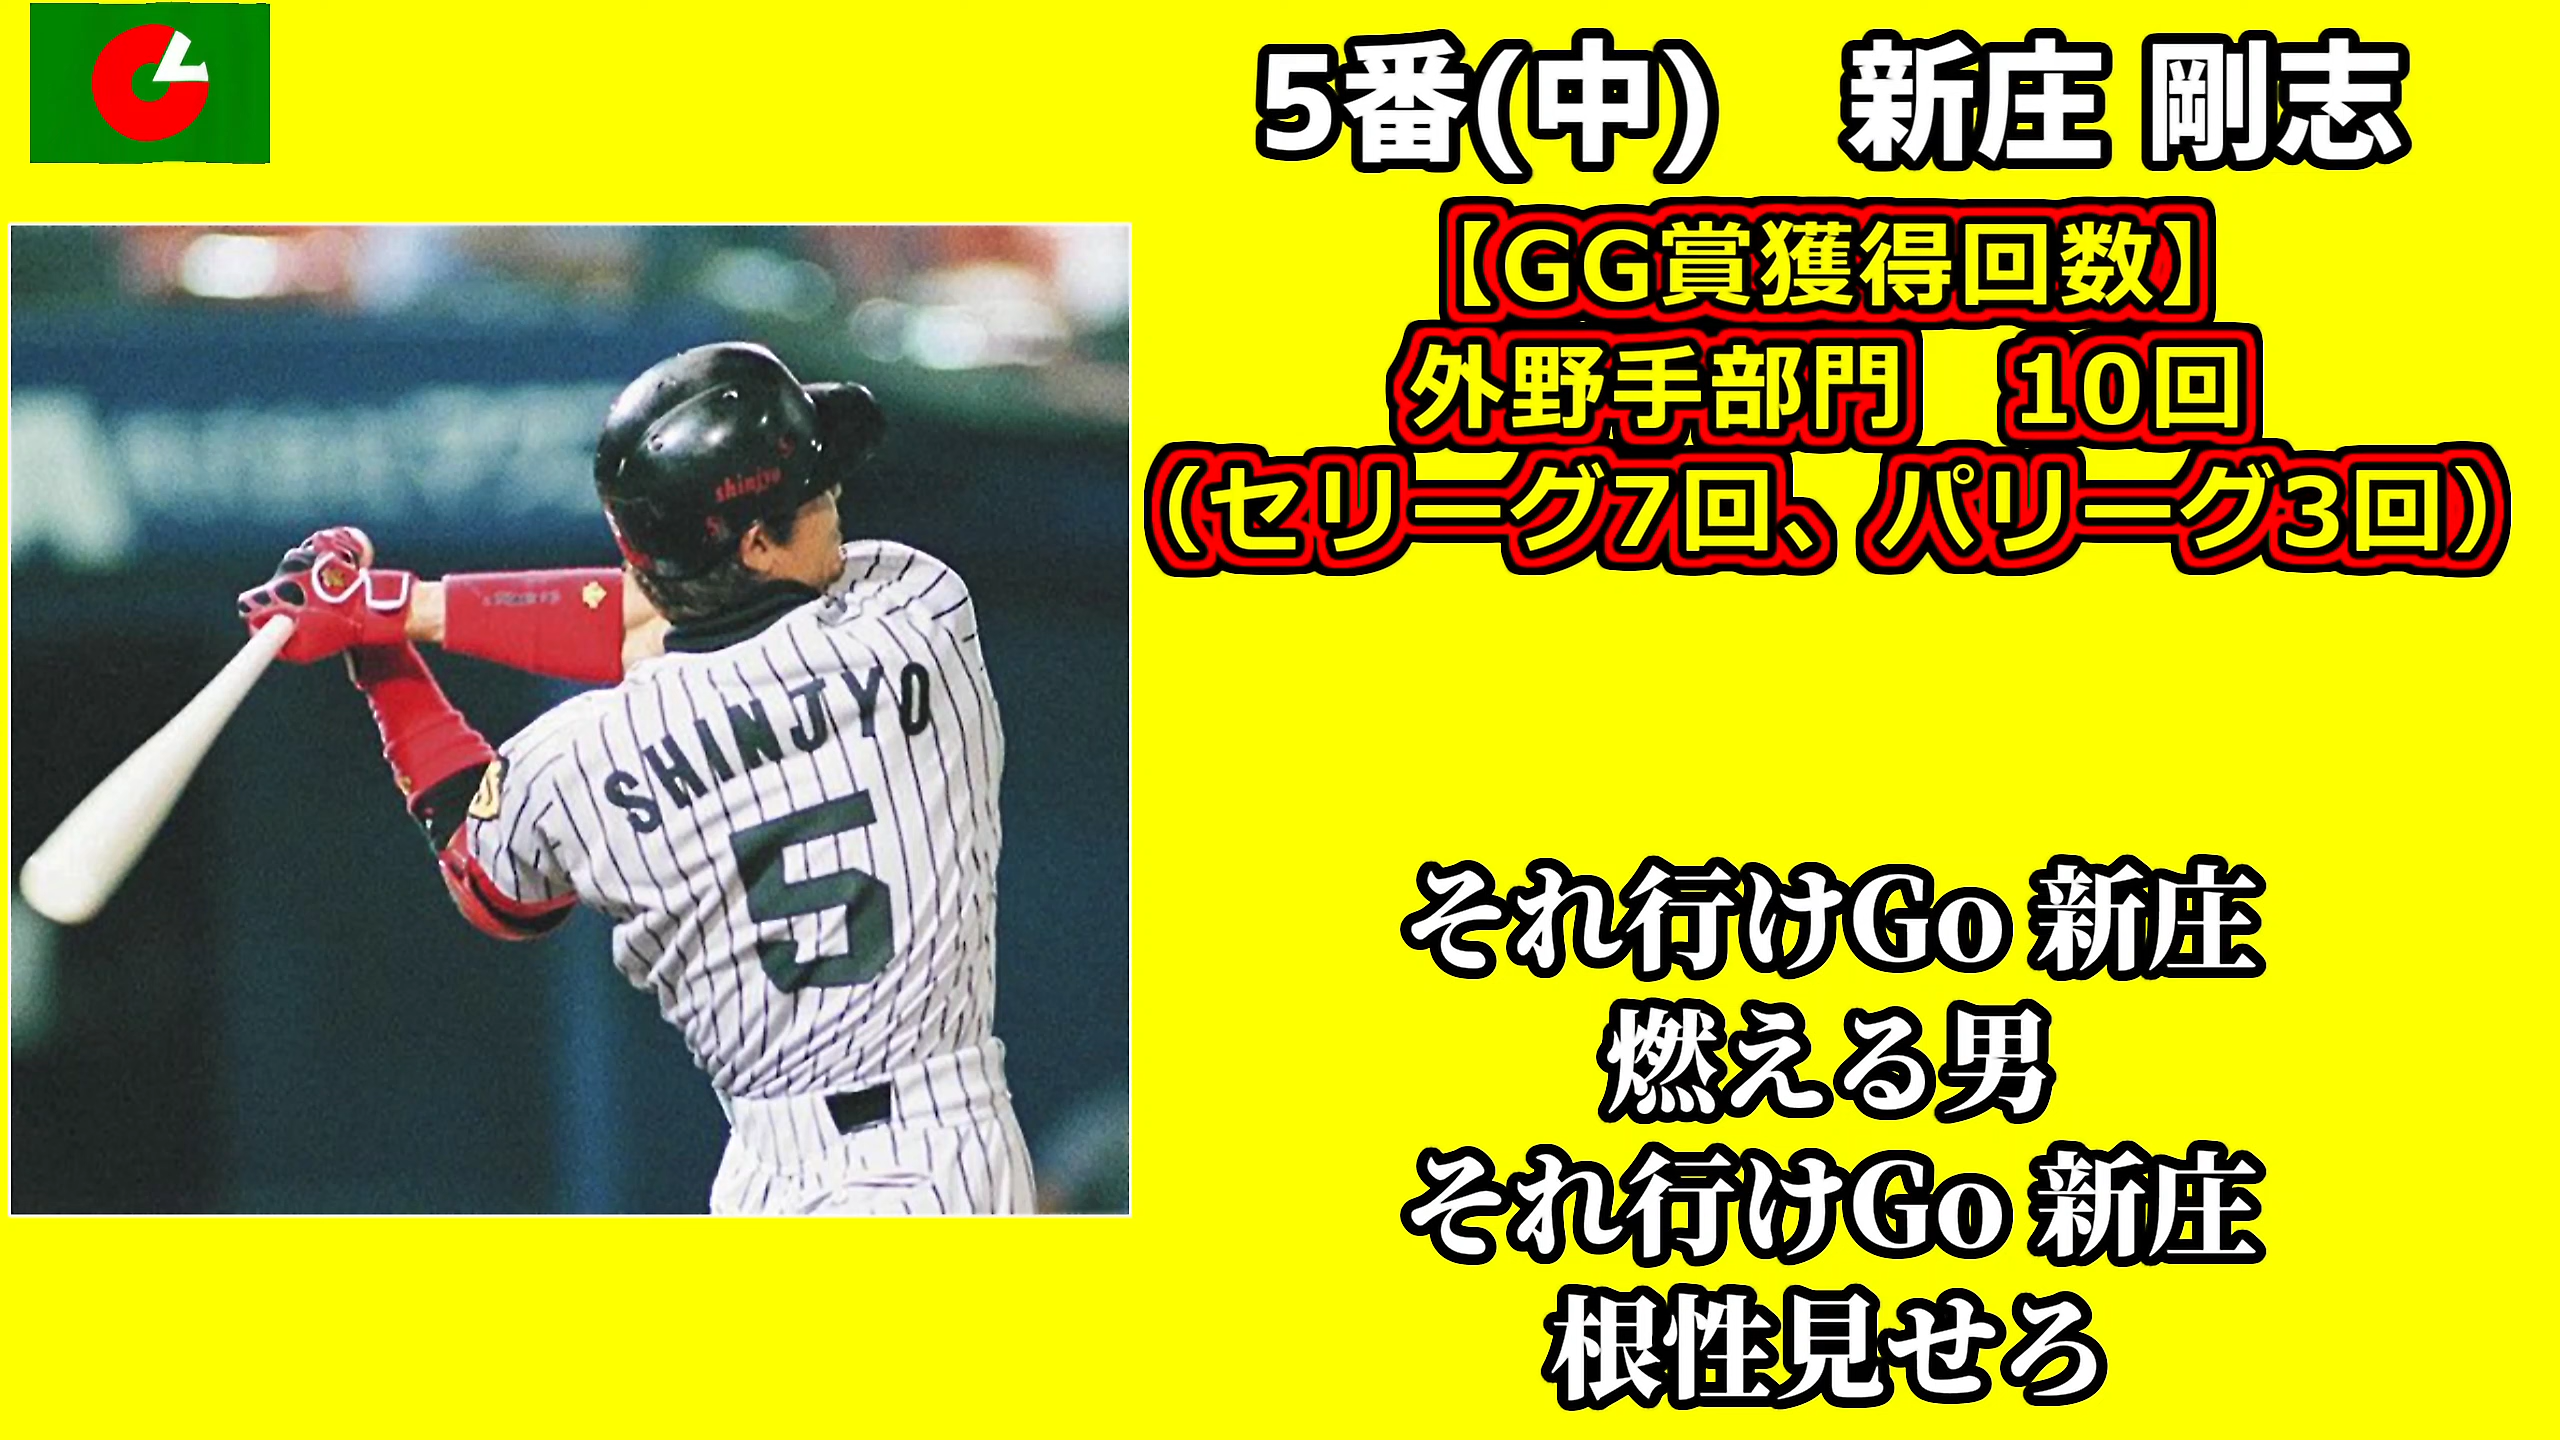 5番(中)　新庄 剛志
【GG賞獲得回数】
外野手部門　10回
（セリーグ7回、パリーグ3回）
shinjyo
SHINJYO
5
それ行けGo 新庄
燃える男
それ行けGo 新庄
根性見せろ